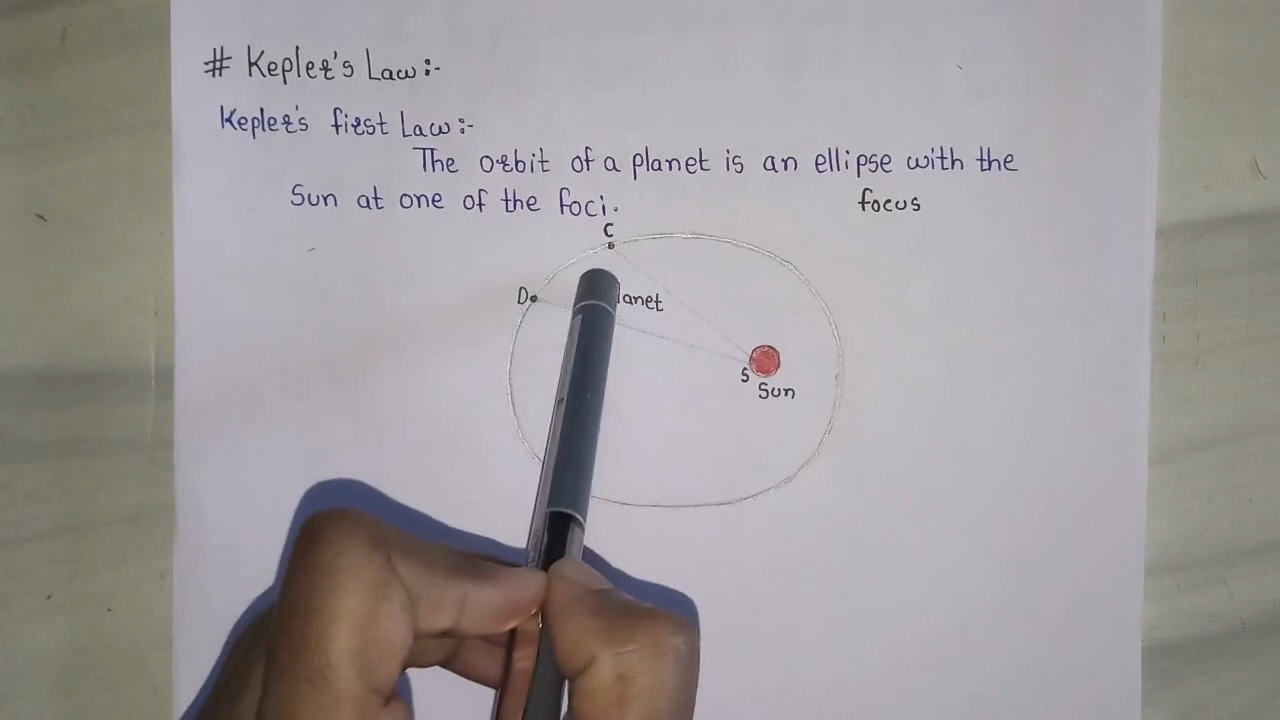 # Kepler's Law:-
Kepler's first Law:-
The orbit of a planet is an ellipse with the
Sun at one of the foci.
focus
C
D
lanet
S
Sun